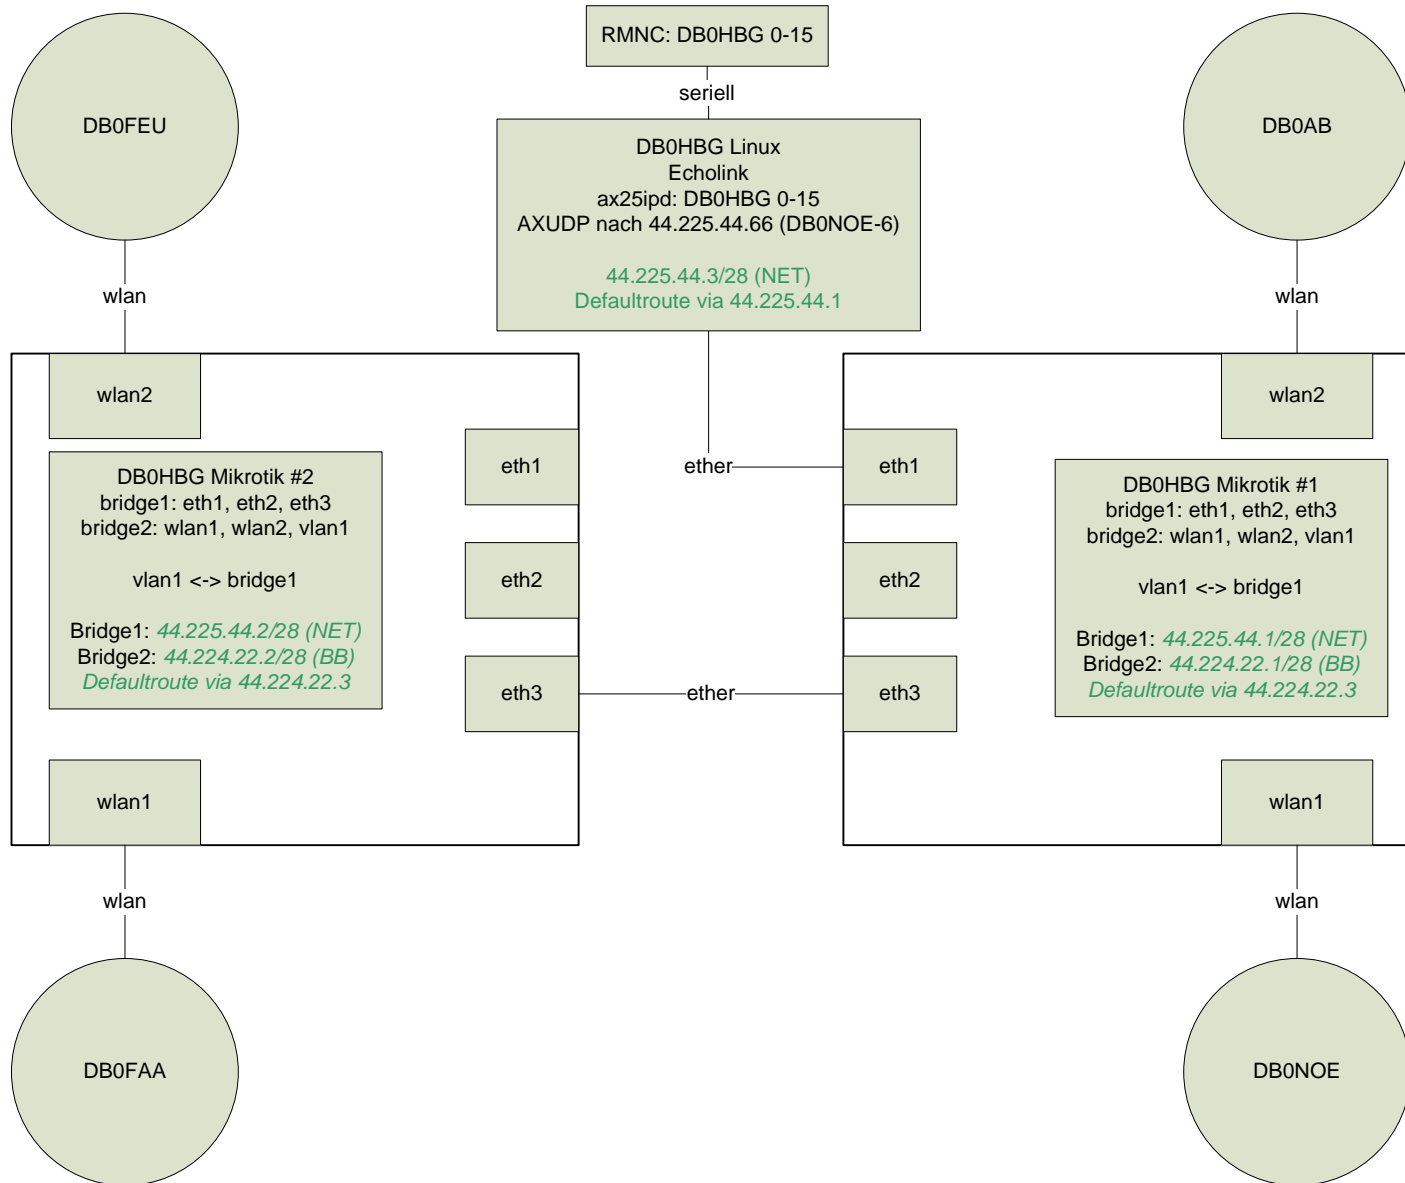 RMNC: DB0HBG 0-15
seriell
DB0FEU
DB0HBG Linux
Echolink
ax25ipd: DB0HBG 0-15
AXUDP nach 44.225.44.66 (DB0NOE-6)
44.225.44.3/28 (NET)
Defaultroute via 44.225.44.1
DB0AB
wlan
wlan
wlan2
eth1
ether
eth1
wlan2
DB0HBG Mikrotik #2
bridge1: eth1, eth2, eth3
bridge2: wlan1, wlan2, vlan1
vlan1 <-> bridge1
Bridge1: 44.225.44.2/28 (NET)
Bridge2: 44.224.22.2/28 (BB)
Defaultroute via 44.224.22.3
eth2
eth2
DB0HBG Mikrotik #1
bridge1: eth1, eth2, eth3
bridge2: wlan1, wlan2, vlan1
vlan1 <-> bridge1
Bridge1: 44.225.44.1/28 (NET)
Bridge2: 44.224.22.1/28 (BB)
Defaultroute via 44.224.22.3
eth3
ether
eth3
wlan1
wlan1
wlan
wlan
DB0FAA
DB0NOE